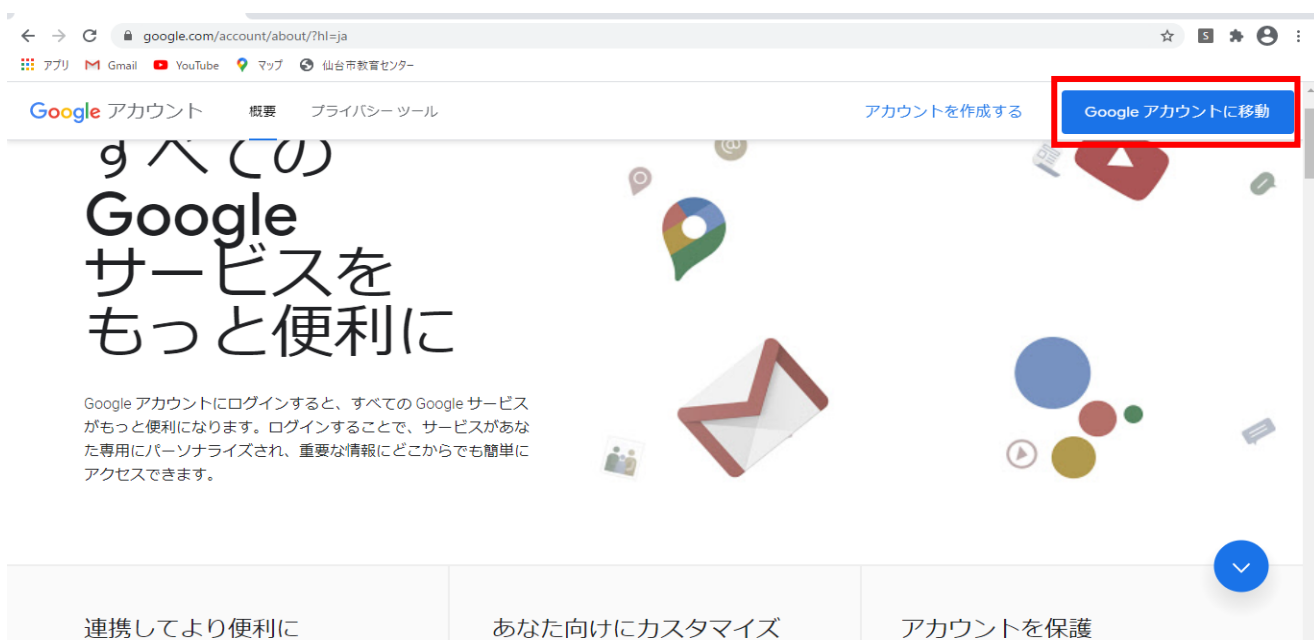 google.com/account/about/?hl=ja
アプリ Gmail YouTube マップ 仙台市教育センター
Google アカウント 概要 プライバシー ツール アカウントを作成する Google アカウントに移動
すべての
Google
サービスを
もっと便利に
Google アカウントにログインすると、すべての Google サービス
がもっと便利になります。ログインすることで、サービスがあな
た専用にパーソナライズされ、重要な情報にどこからでも簡単に
アクセスできます。
連携してより便利に あなた向けにカスタマイズ アカウントを保護